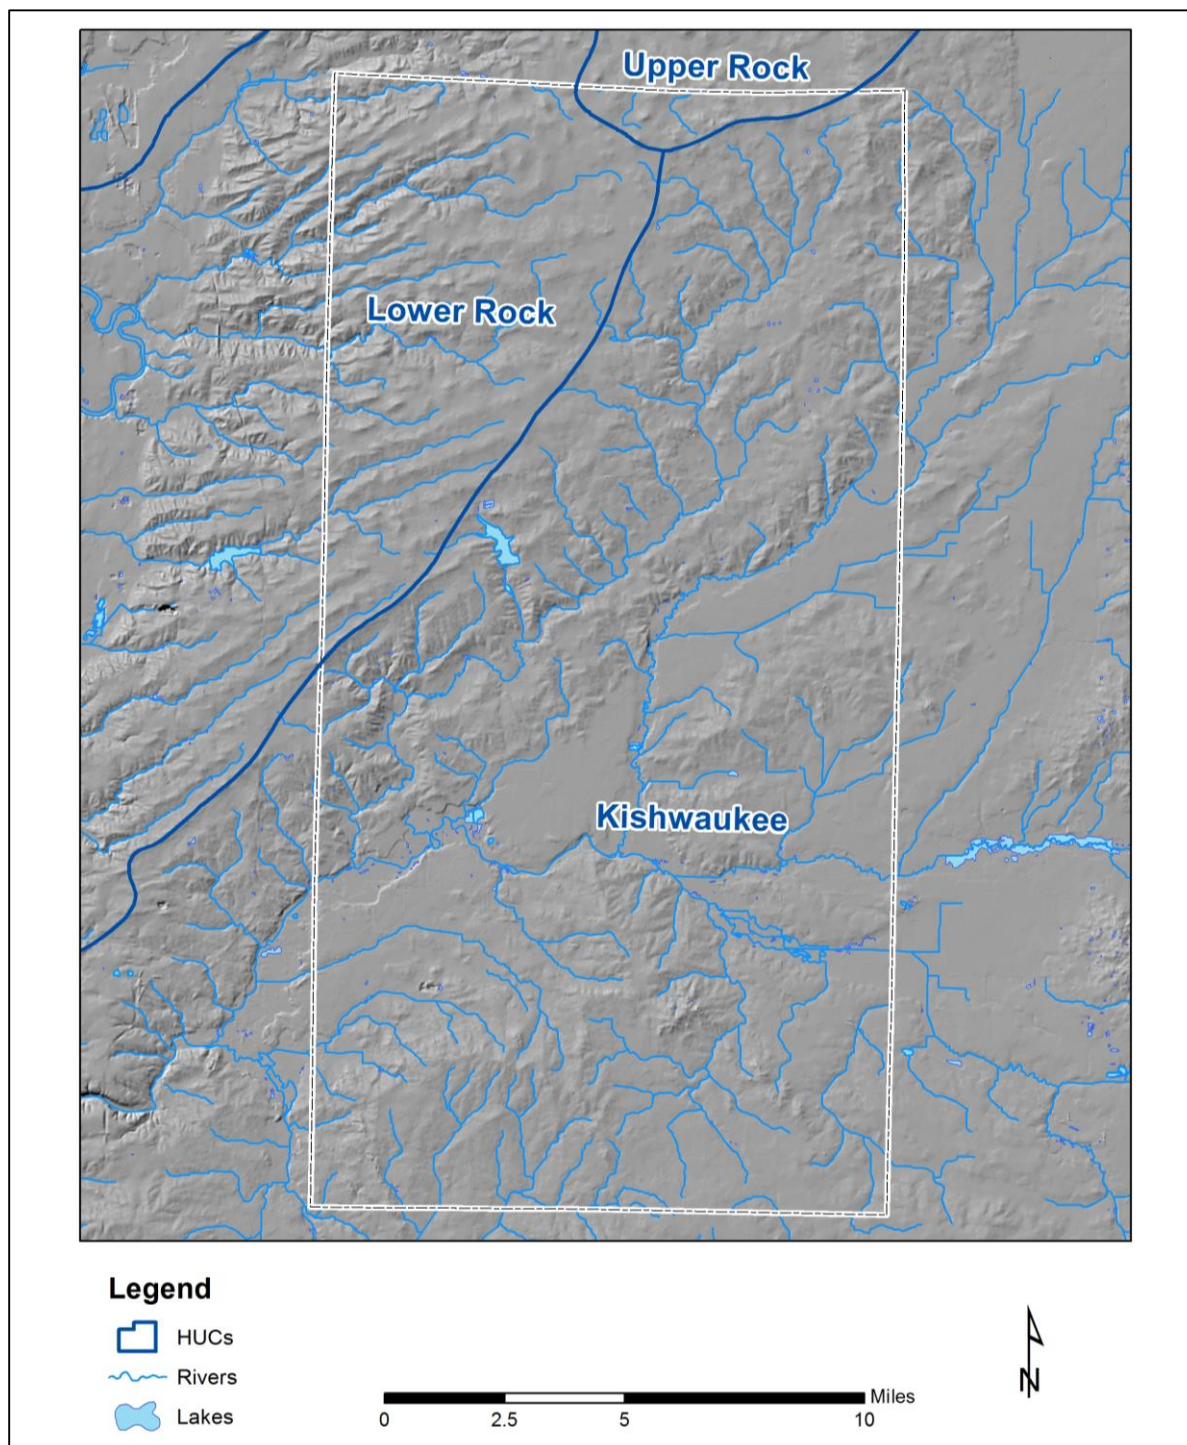 Upper Rock
Lower Rock
Kishwaukee
Legend
HUCs
Rivers
Lakes
Miles
0 2.5 5 10
N